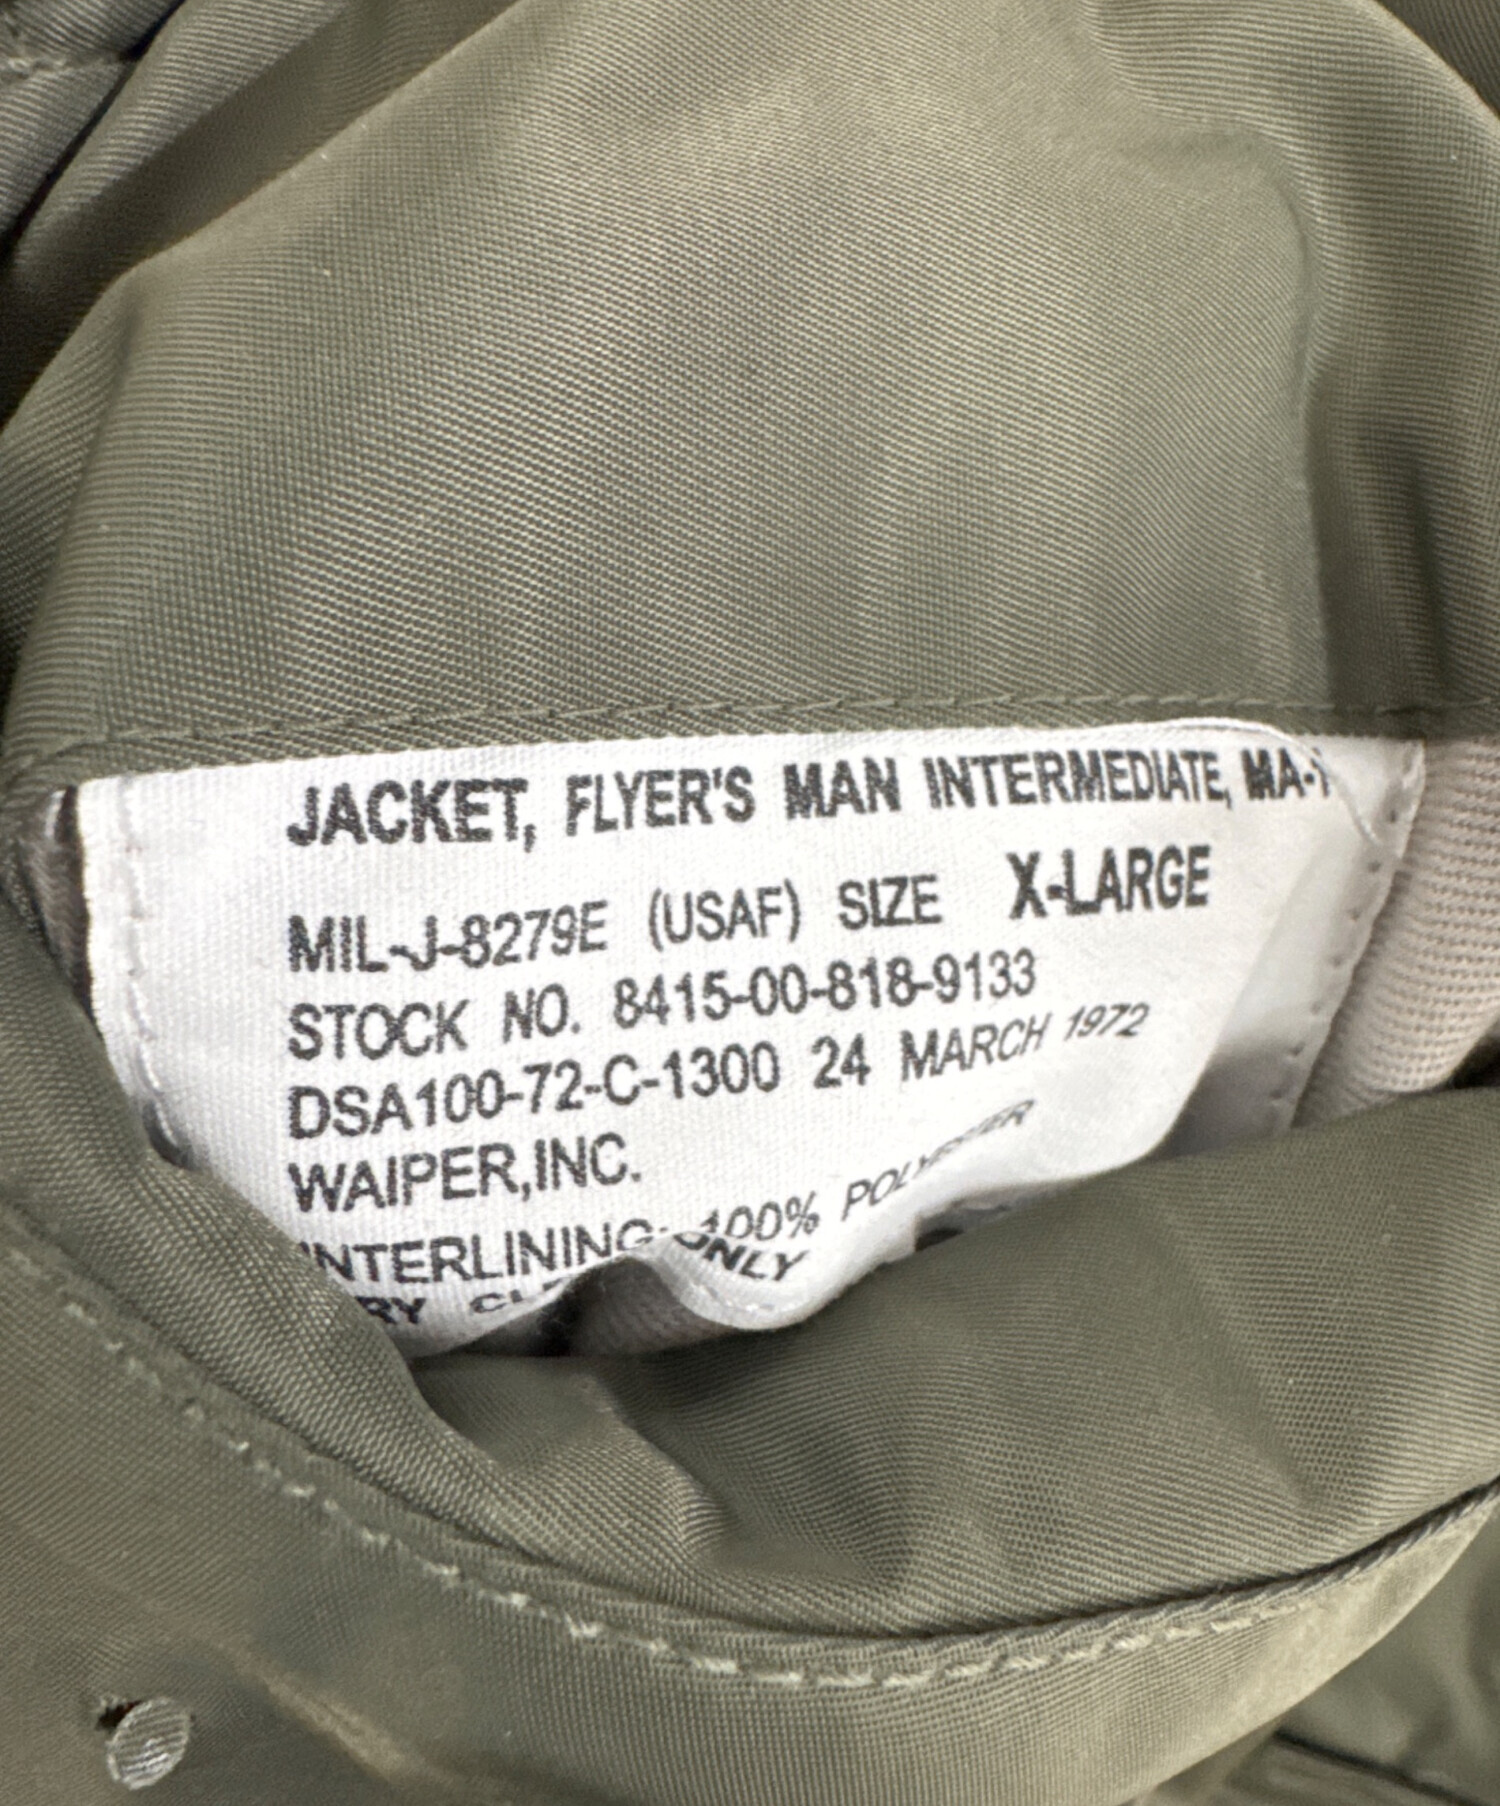 JACKET, FLYER'S MAN INTERMEDIATE, MA-1
MIL-J-8279E (USAF) SIZE X-LARGE
STOCK NO. 8415-00-818-9133
DSA100-72-C-1300 24 MARCH 1972
WAIPER,INC.
INTERLINING: 100% POLYESTER
ONLY